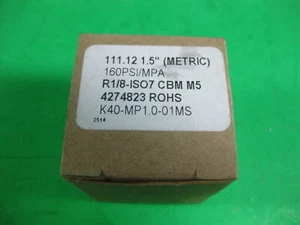 111.12 1.5" (METRIC)
160PSI/MPA
R1/8-ISO7 CBM M5
4274823 ROHS
K40-MP1.0-01MS
2514